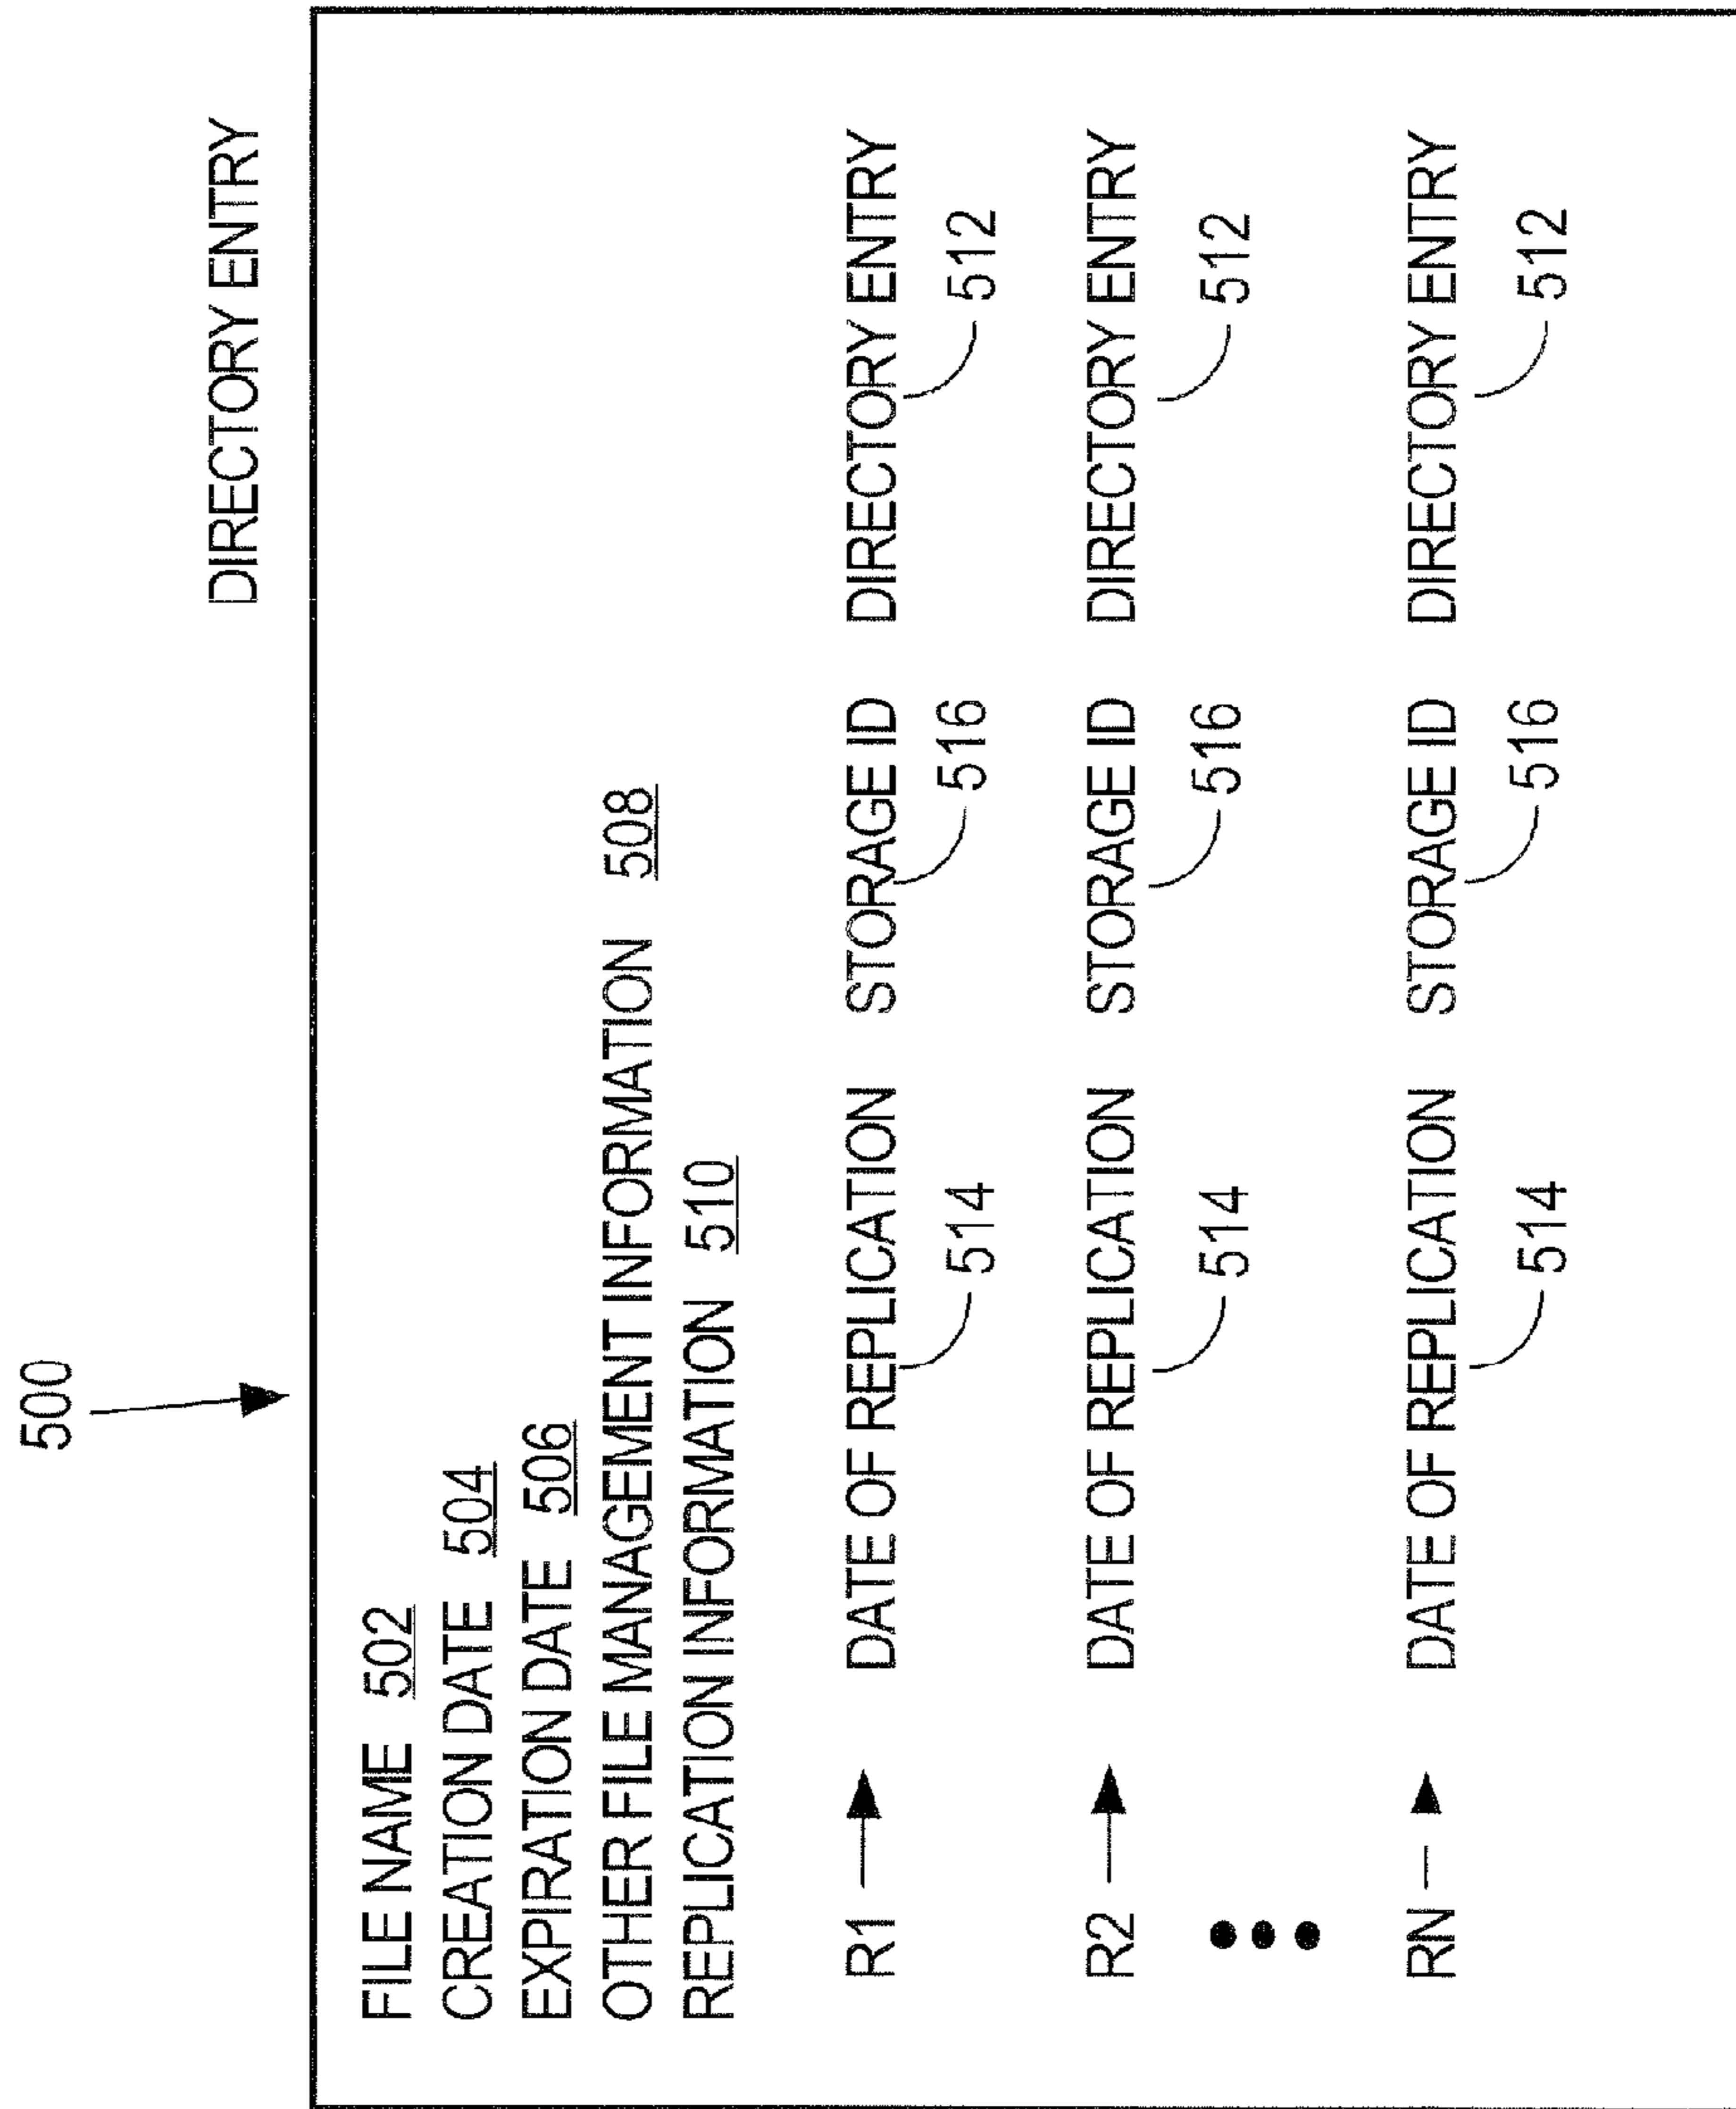 500
DIRECTORY ENTRY
FILE NAME 502
CREATION DATE 504
EXPIRATION DATE 506
OTHER FILE MANAGEMENT INFORMATION 508
REPLICATION INFORMATION 510
R1 DATE OF REPLICATION STORAGE ID DIRECTORY ENTRY
514 516 512
R2 DATE OF REPLICATION STORAGE ID DIRECTORY ENTRY
514 516 512
RN DATE OF REPLICATION STORAGE ID DIRECTORY ENTRY
514 516 512